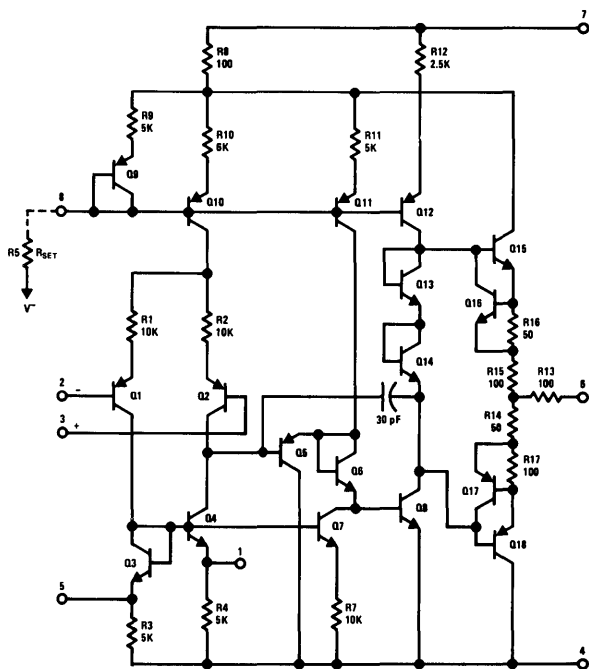 7
R8
100
R12
2.5K
R9
5K
R10
6K
R11
5K
Q9
8
Q10
Q11
Q12
R5
RSET
V−
Q15
Q13
Q16
R16
50
R1
10K
R2
10K
Q14
R15
100
R13
100
2
−
Q1
Q2
6
3
+
30 pF
R14
50
Q5
Q6
R17
100
Q17
Q4
Q7
Q8
Q3
1
Q18
5
R3
5K
R4
5K
R7
10K
4